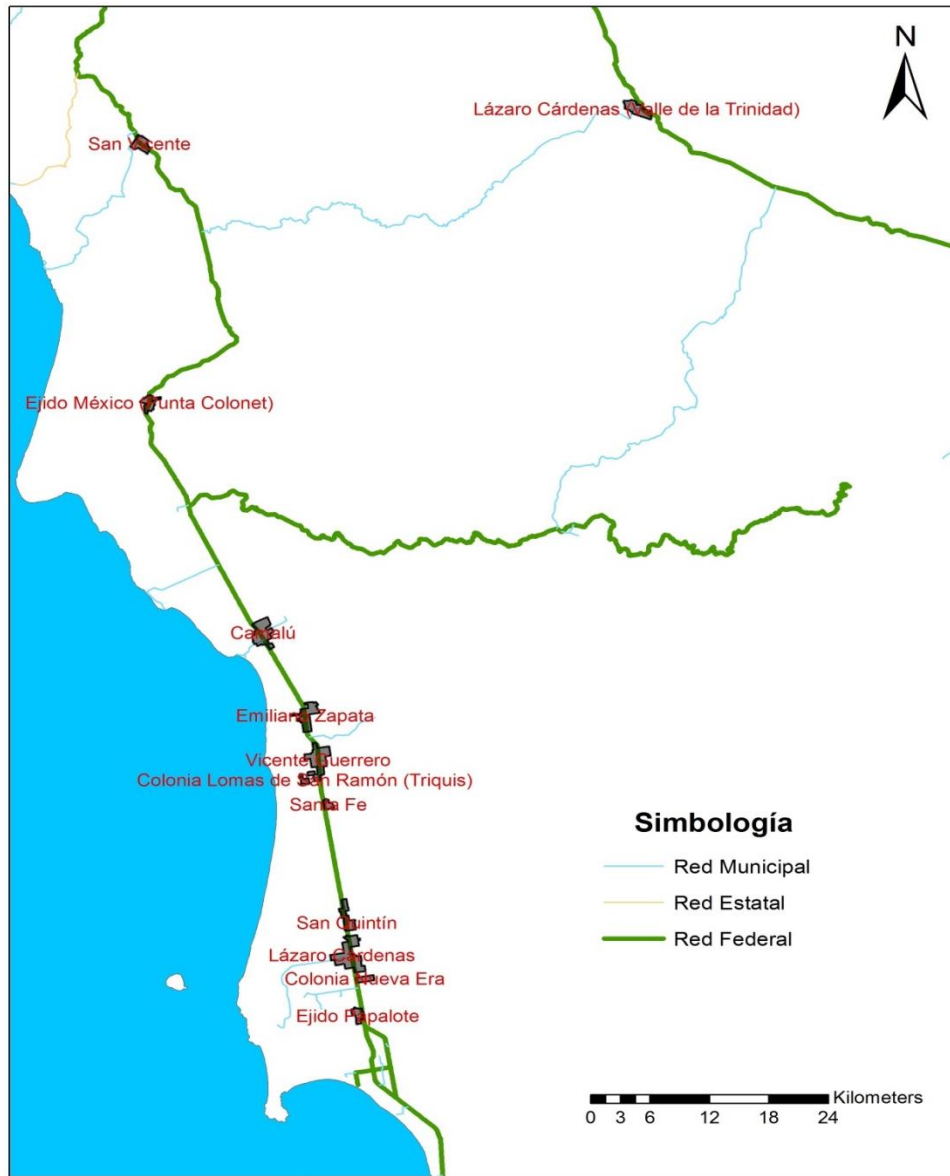 N
Lázaro Cárdenas (Valle de la Trinidad)
San Vicente
Ejido México (Punta Colonet)
Camalú
Emiliano Zapata
Vicente Guerrero
Colonia Lomas de San Ramón (Triquis)
Santa Fe
Simbología
Red Municipal
Red Estatal
Red Federal
San Quintín
Lázaro Cárdenas
Colonia Nueva Era
Ejido Papalote
Kilometers
0 3 6 12 18 24